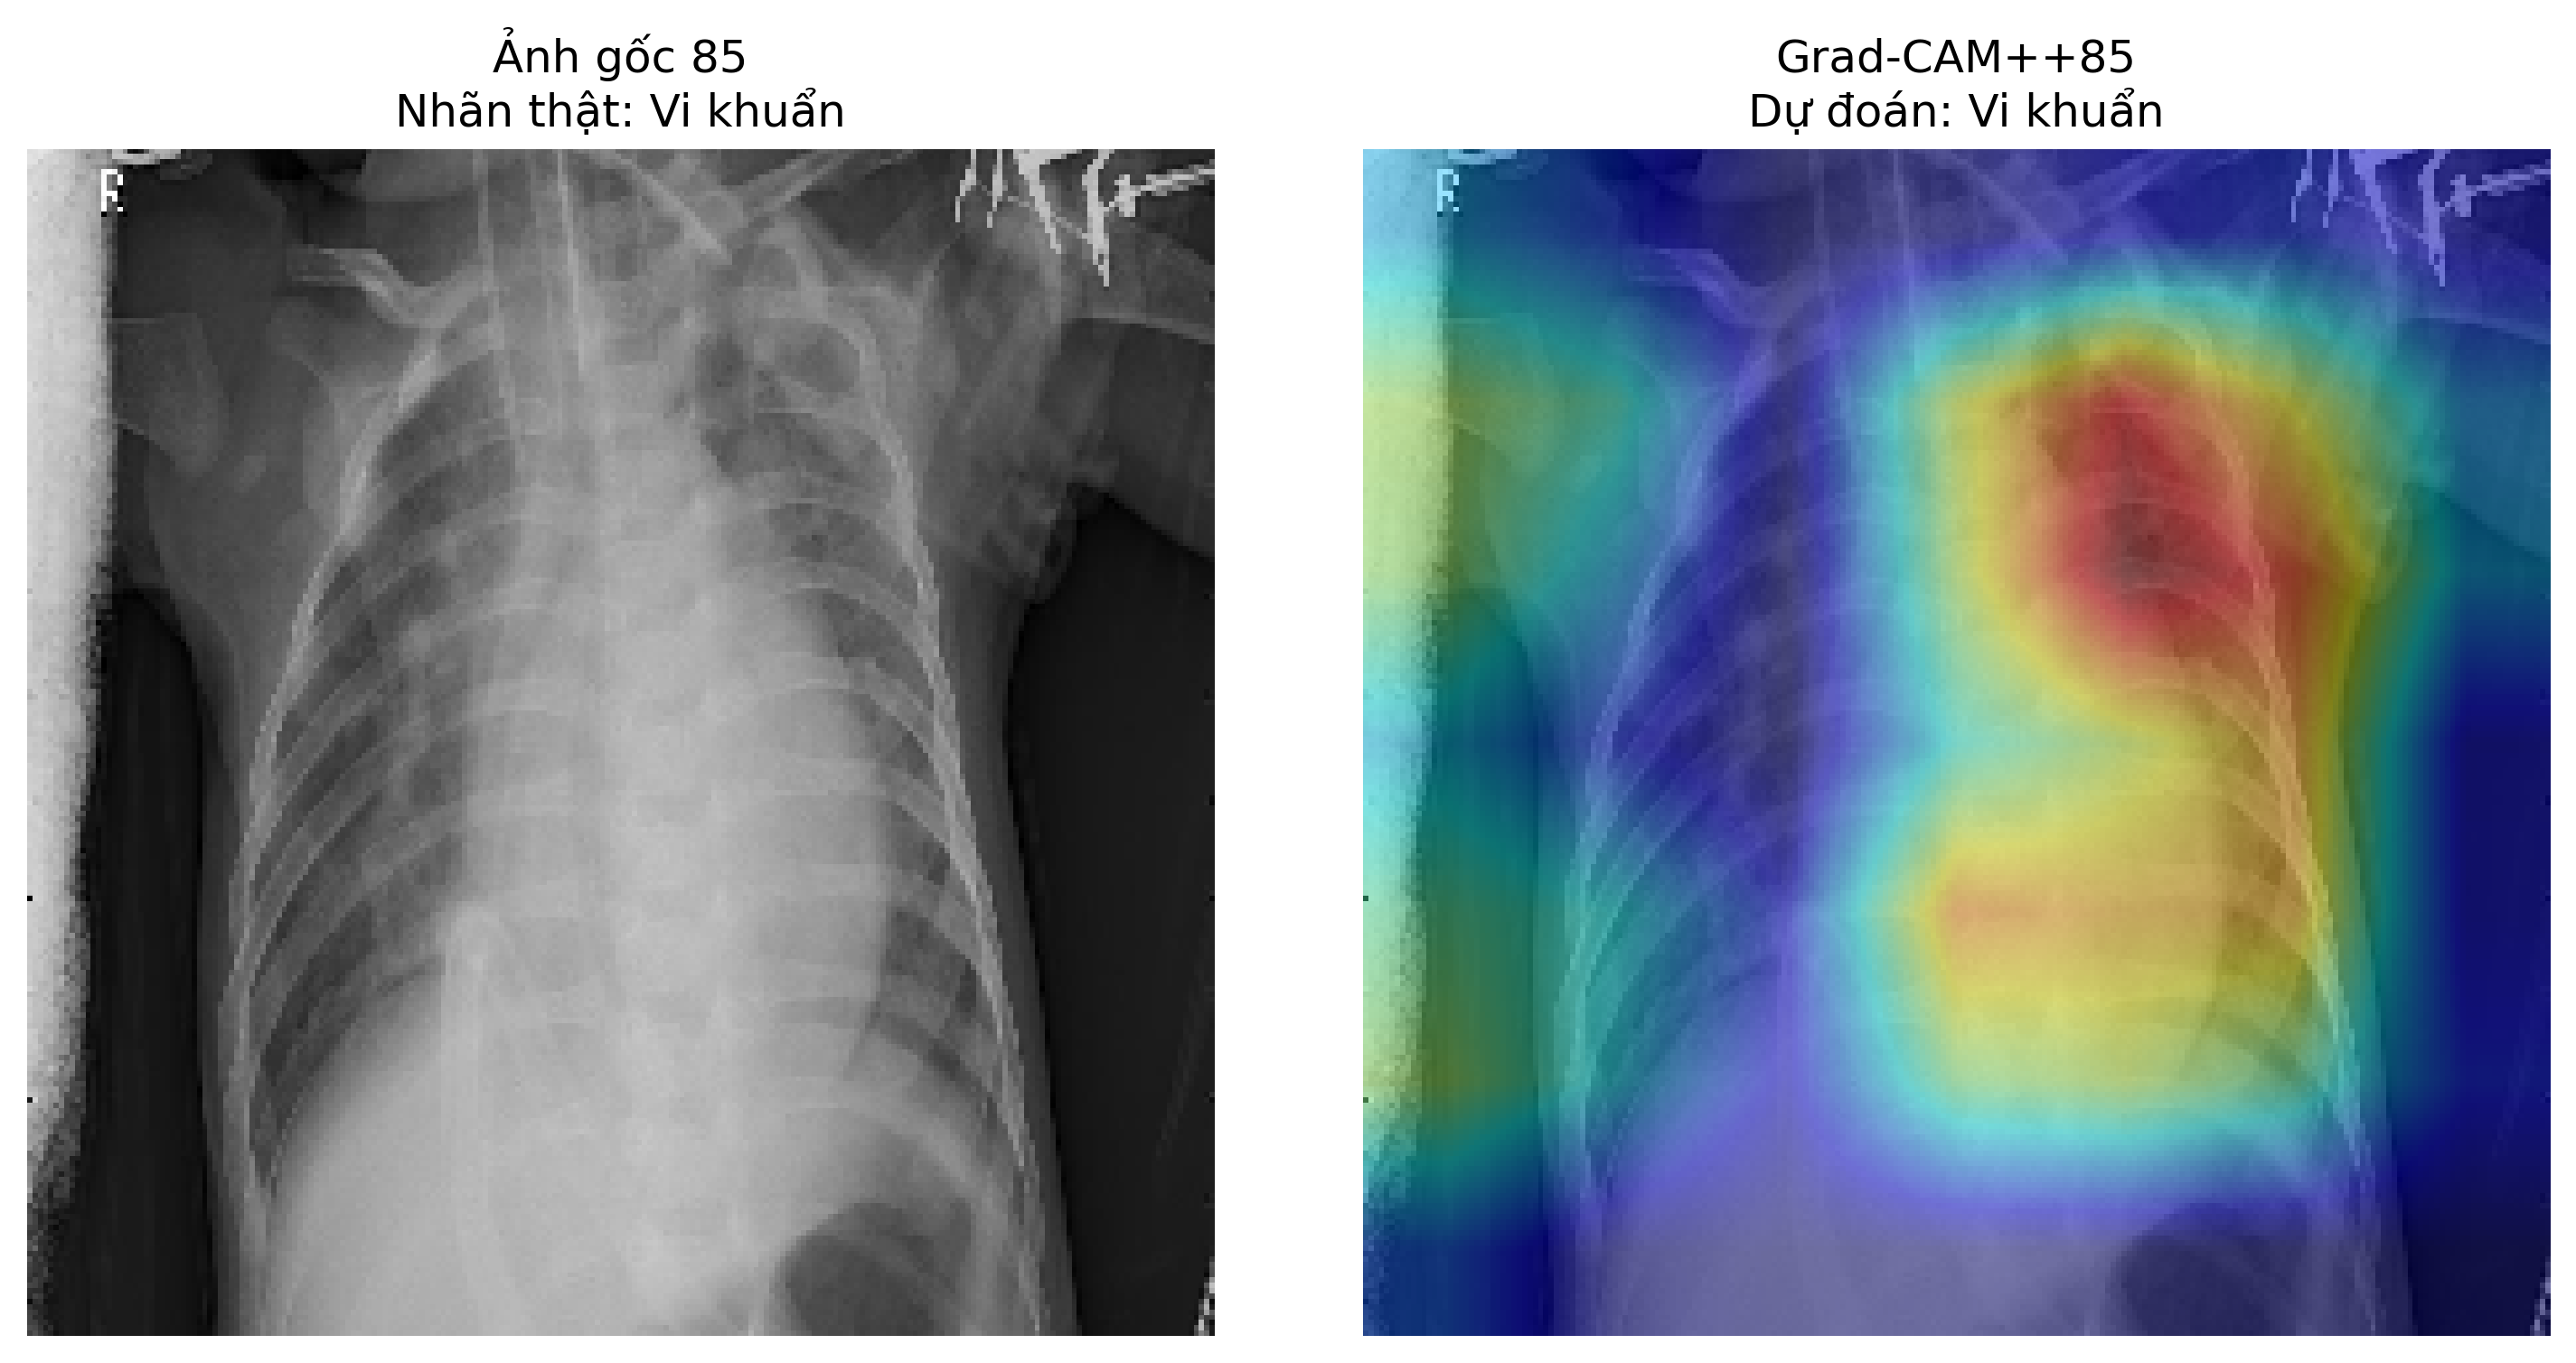 Ảnh gốc 85
Nhãn thật: Vi khuẩn
Grad-CAM++85
Dự đoán: Vi khuẩn
R
R